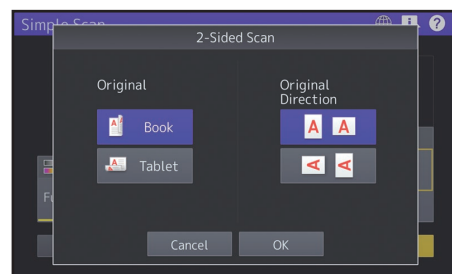 Simple Scan
2-Sided Scan
Original
Book
Tablet
Original
Direction
A A
A A
Cancel
OK